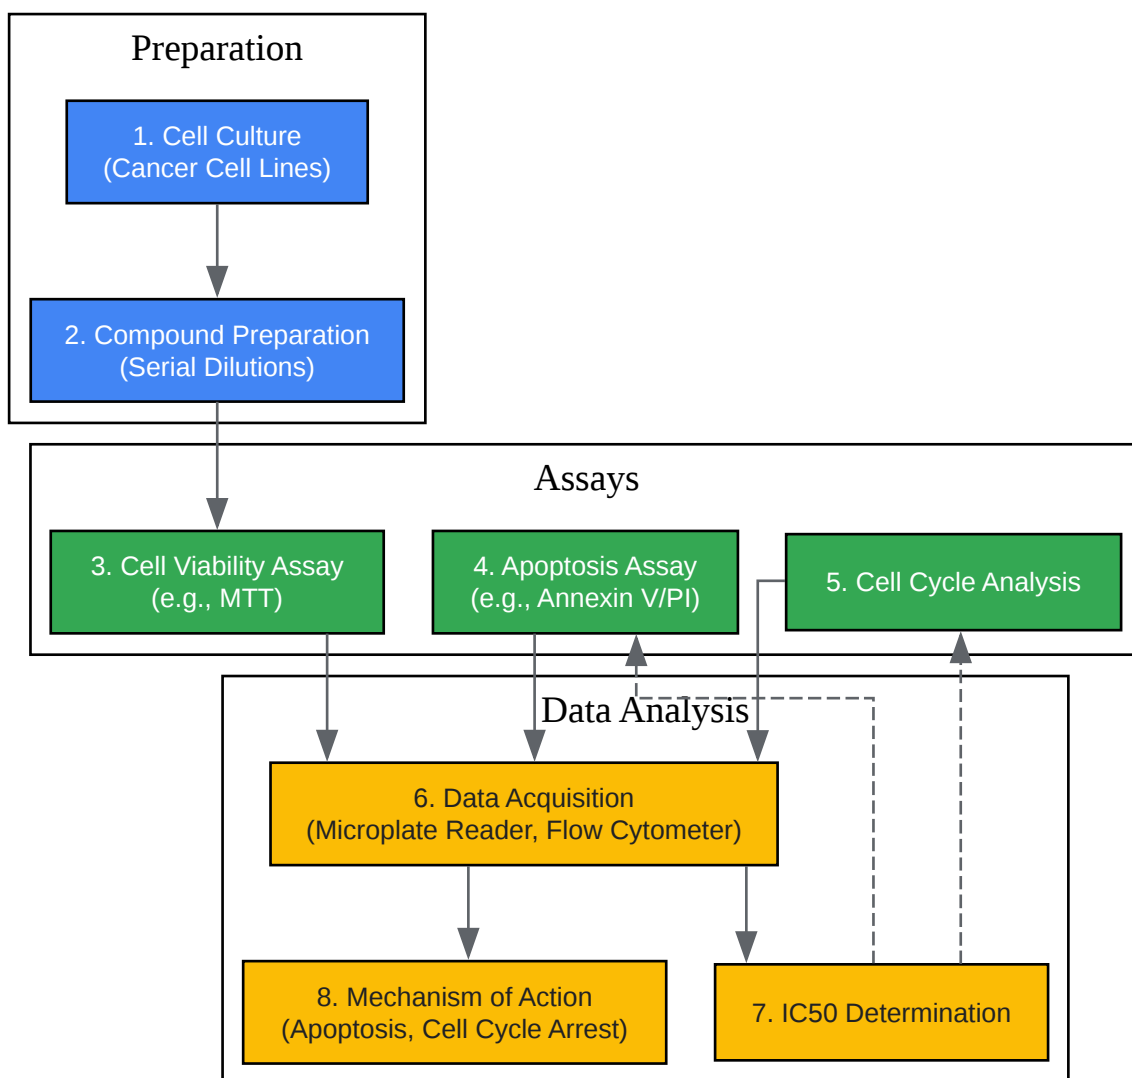 Preparation
1. Cell Culture
(Cancer Cell Lines)
2. Compound Preparation
(Serial Dilutions)
Assays
3. Cell Viability Assay
(e.g., MTT)
4. Apoptosis Assay
(e.g., Annexin V/PI)
5. Cell Cycle Analysis
Data Analysis
6. Data Acquisition
(Microplate Reader, Flow Cytometer)
8. Mechanism of Action
(Apoptosis, Cell Cycle Arrest)
7. IC50 Determination